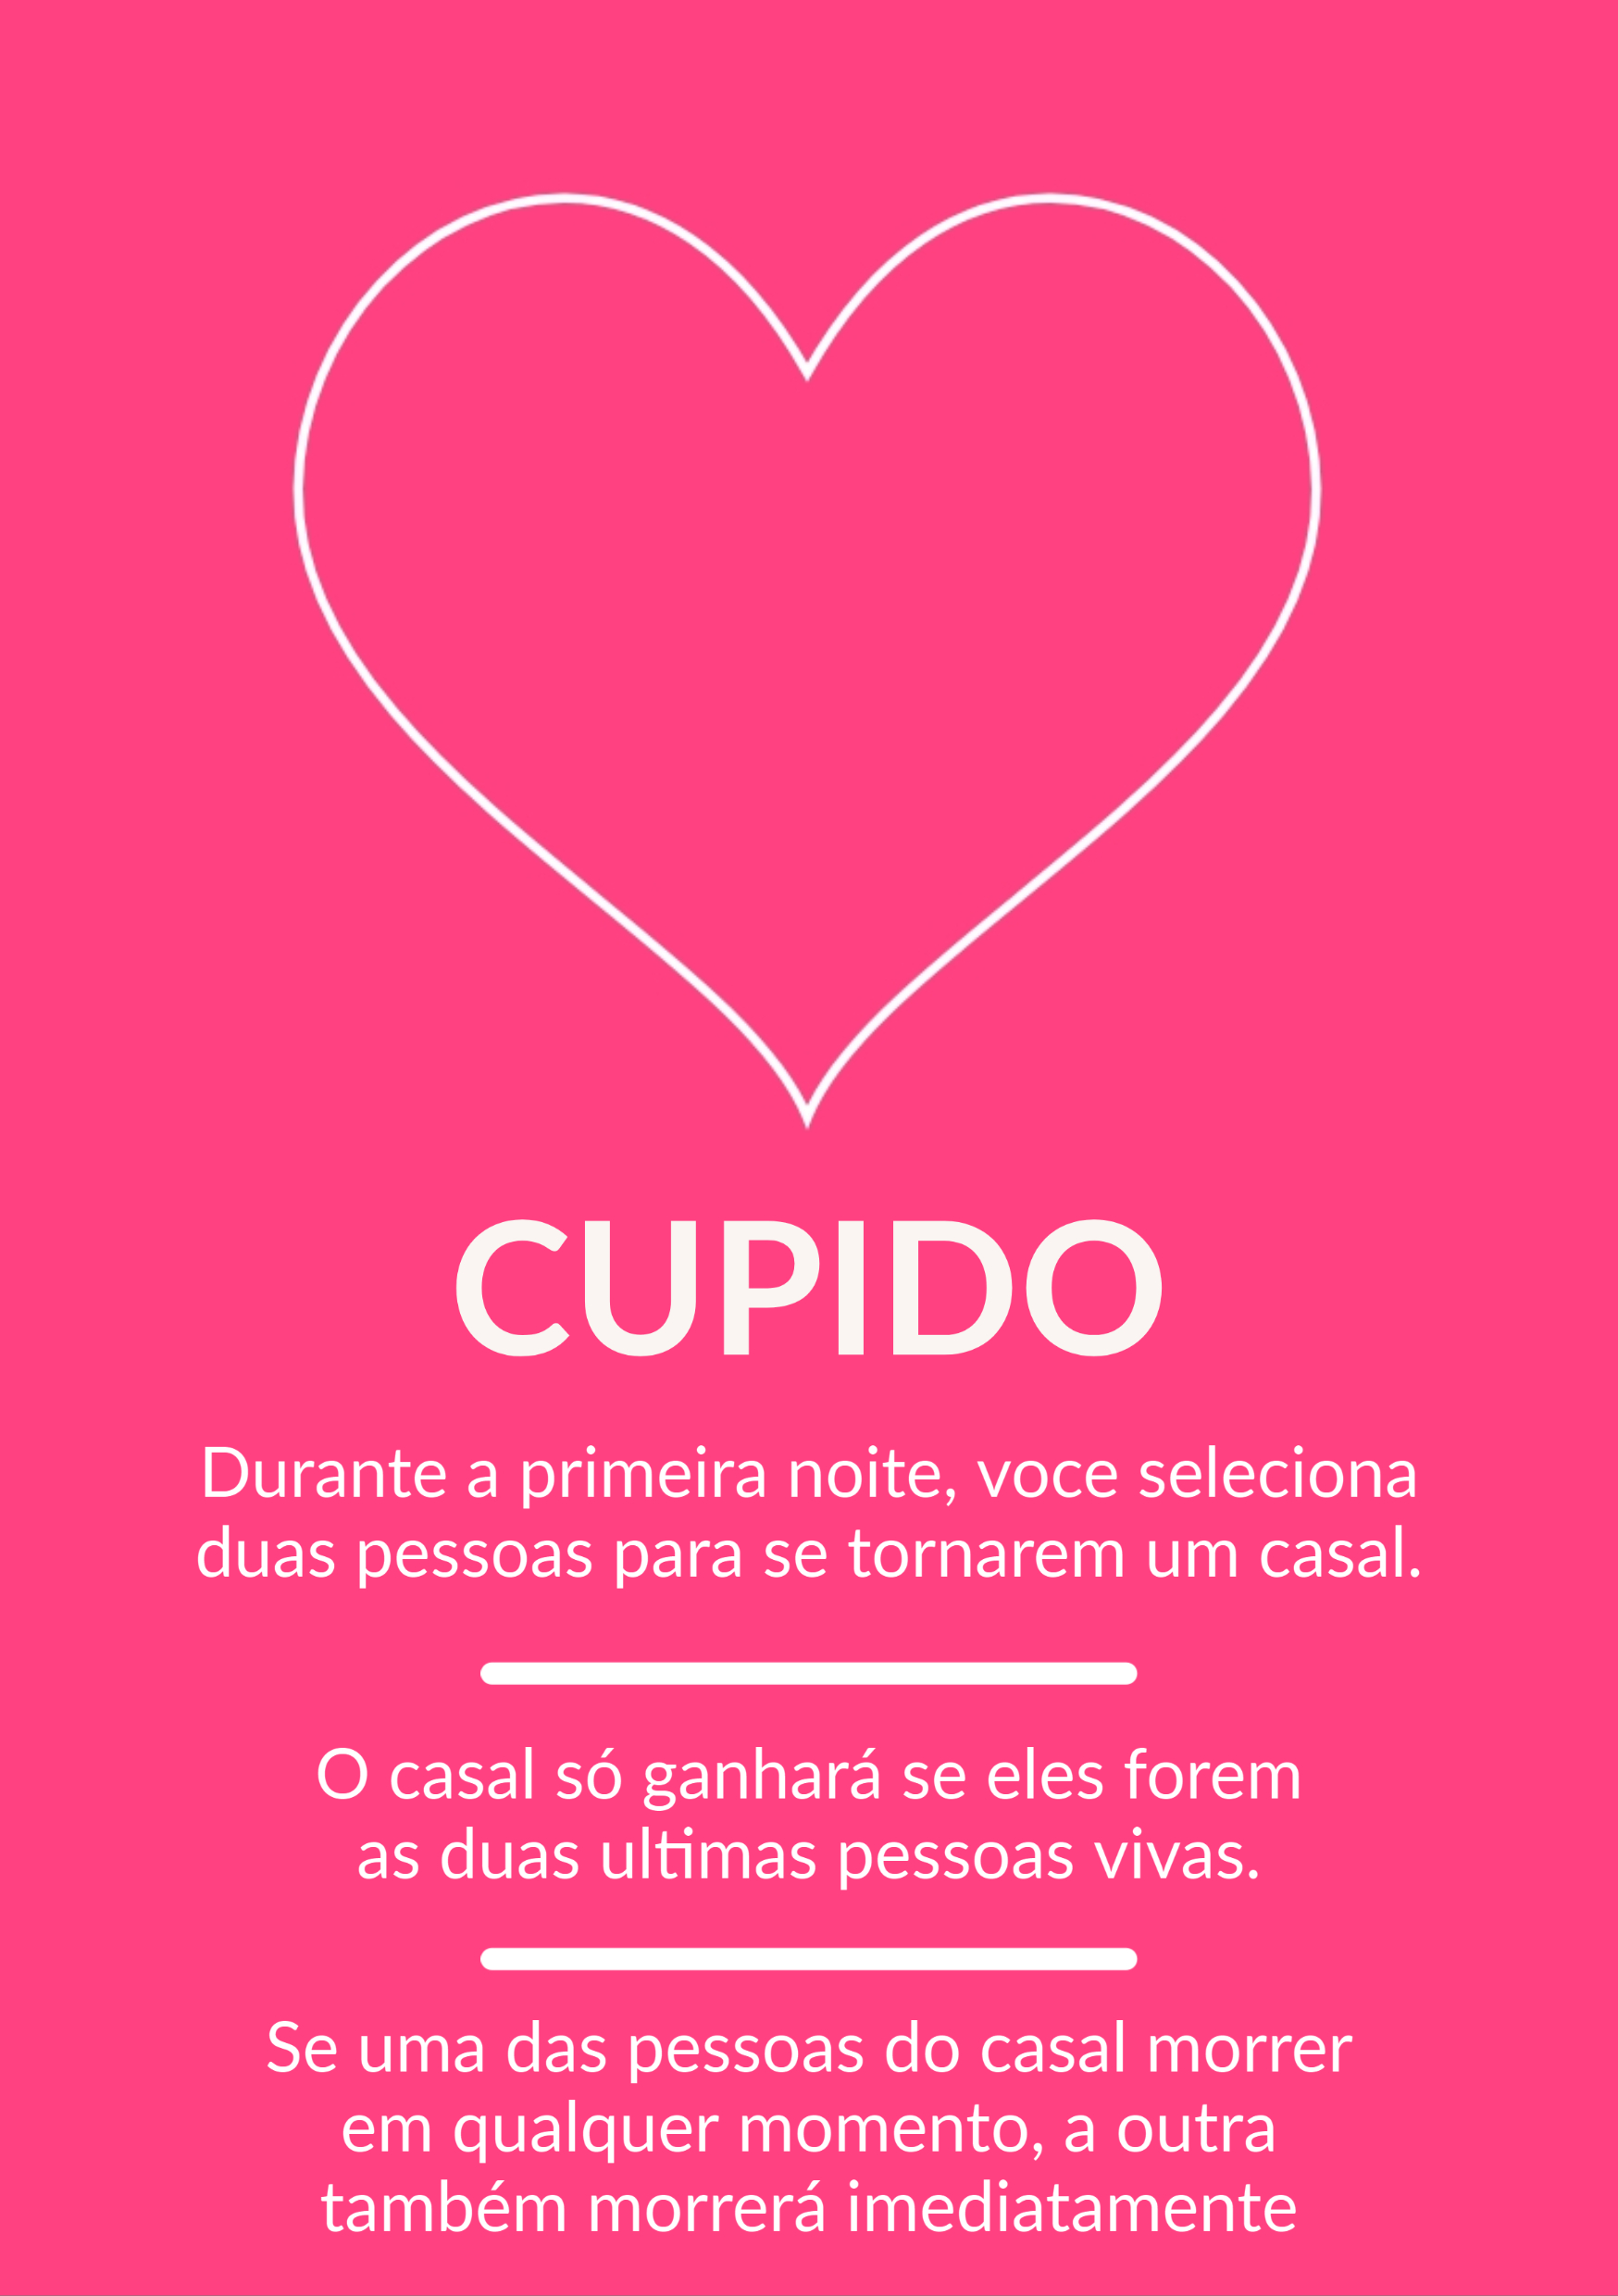 CUPIDO
Durante a primeira noite, voce seleciona
duas pessoas para se tornarem um casal.
O casal só ganhará se eles forem
as duas ultimas pessoas vivas.
Se uma das pessoas do casal morrer
em qualquer momento, a outra
também morrerá imediatamente